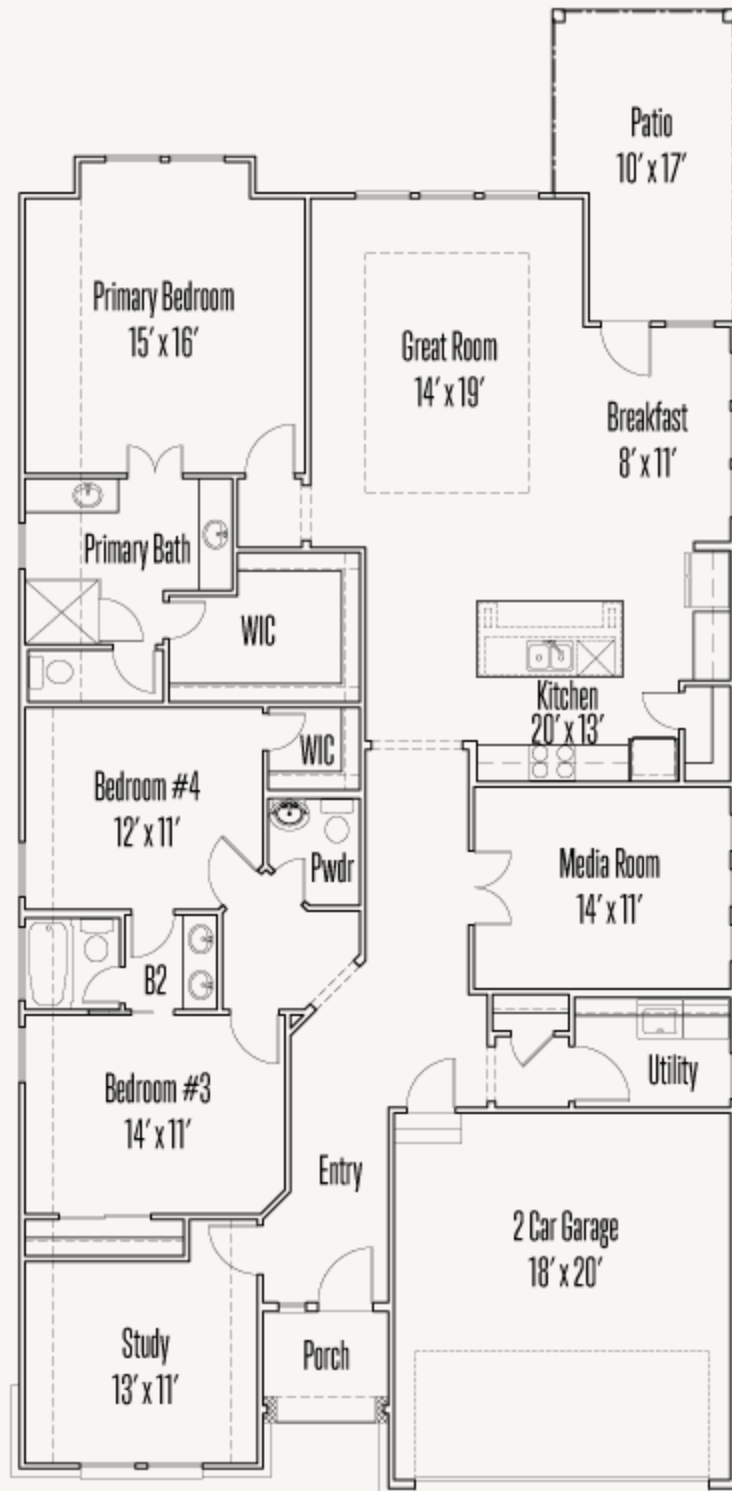 Patio
10' x 17'
Primary Bedroom
15' x 16'
Great Room
14' x 19'
Breakfast
8' x 11'
Primary Bath
WIC
Kitchen
20' x 13'
WIC
Bedroom #4
12' x 11'
Pwdr
Media Room
14' x 11'
B2
Utility
Bedroom #3
14' x 11'
Entry
2 Car Garage
18' x 20'
Study
13' x 11'
Porch